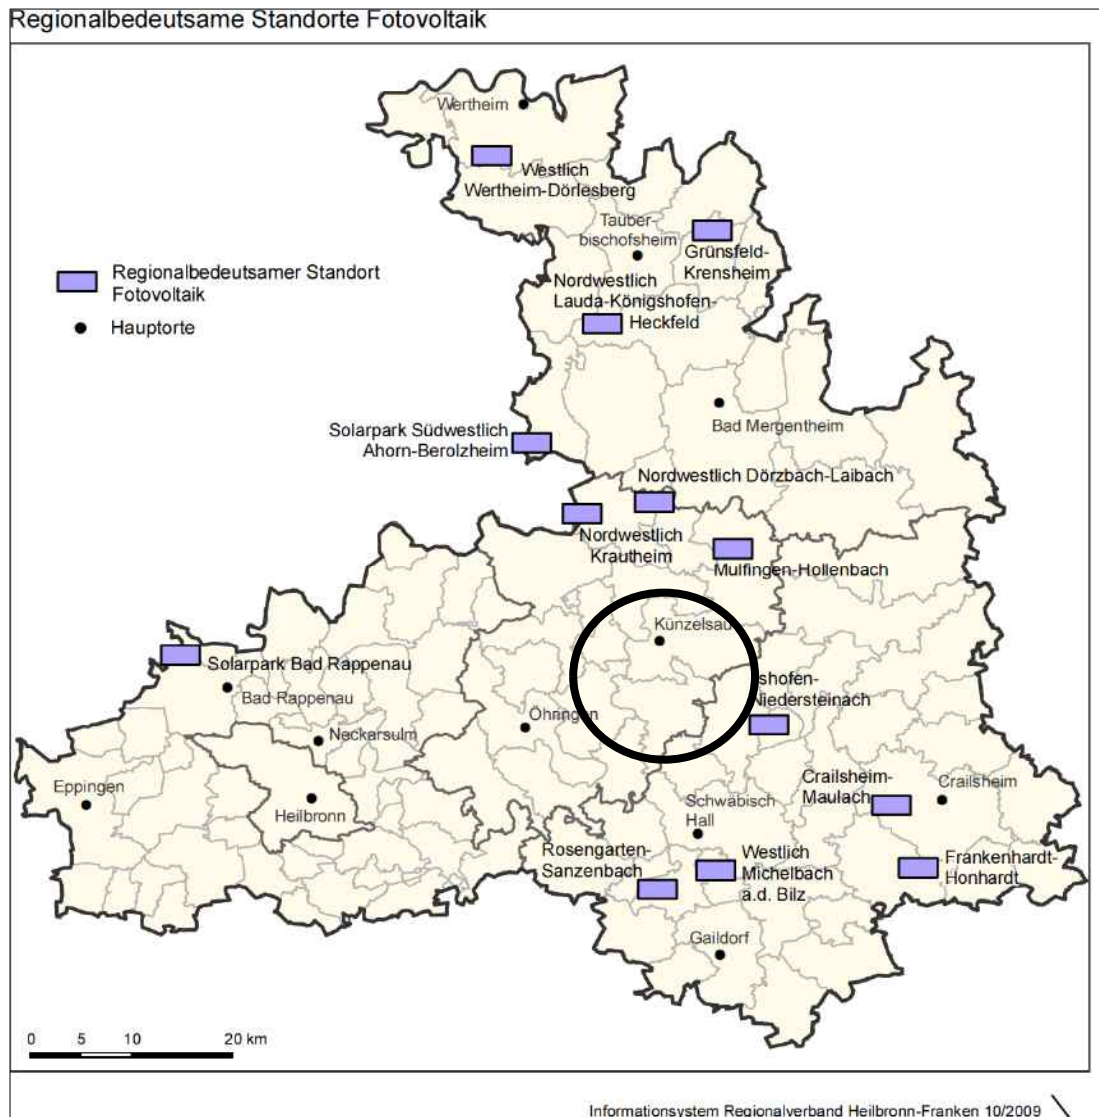 Regionalbedeutsame Standorte Fotovoltaik
Wertheim
Westlich
Wertheim-Dörlesberg
Tauber-
bischofsheim
Grünsfeld-
Krensheim
Regionalbedeutsamer Standort
Fotovoltaik
Hauptorte
Nordwestlich
Lauda-Königshofen-
Heckfeld
Solarpark Südwestlich
Ahorn-Berolzheim
Bad Mergentheim
Nordwestlich Dörzbach-Laibach
Nordwestlich
Krautheim
Mulfingen-Hollenbach
Künzelsau
Solarpark Bad Rappenau
Bad Rappenau
shofen-
Niedersteinach
Öhringen
Neckarsulm
Eppingen
Heilbronn
Crailsheim-
Maulach
Crailsheim
Schwäbisch
Hall
Rosengarten-
Sanzenbach
Westlich
Michelbach
a.d. Bilz
Frankenhardt-
Honhardt
Gaildorf
0 5 10 20 km
Informationsystem Regionalverband Heilbronn-Franken 10/2009